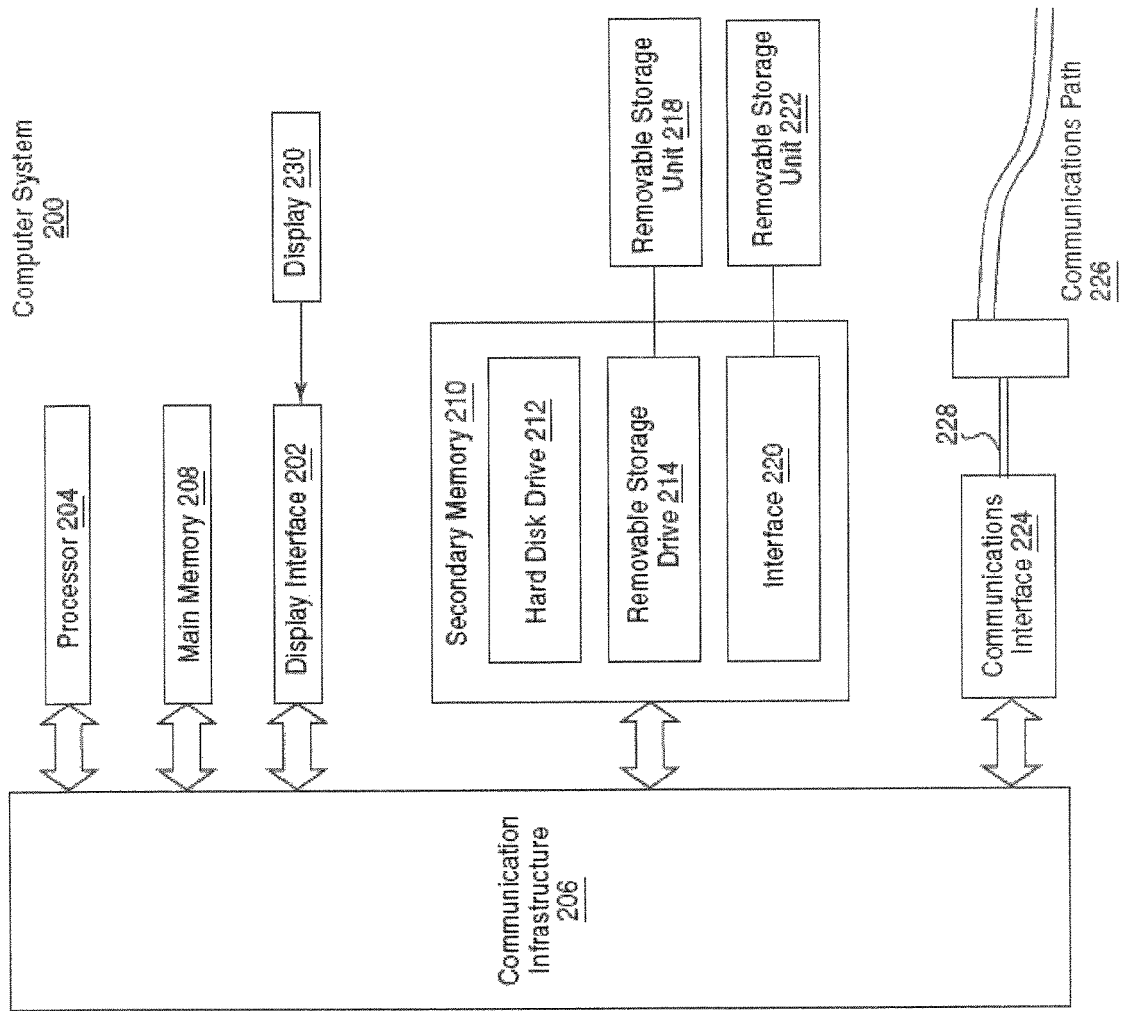 Computer System
200
Communication
Infrastructure
206
Processor 204
Main Memory 208
Display Interface 202
Display 230
Secondary Memory 210
Hard Disk Drive 212
Removable Storage
Drive 214
Interface 220
Removable Storage
Unit 218
Removable Storage
Unit 222
Communications
Interface 224
228
Communications Path
226